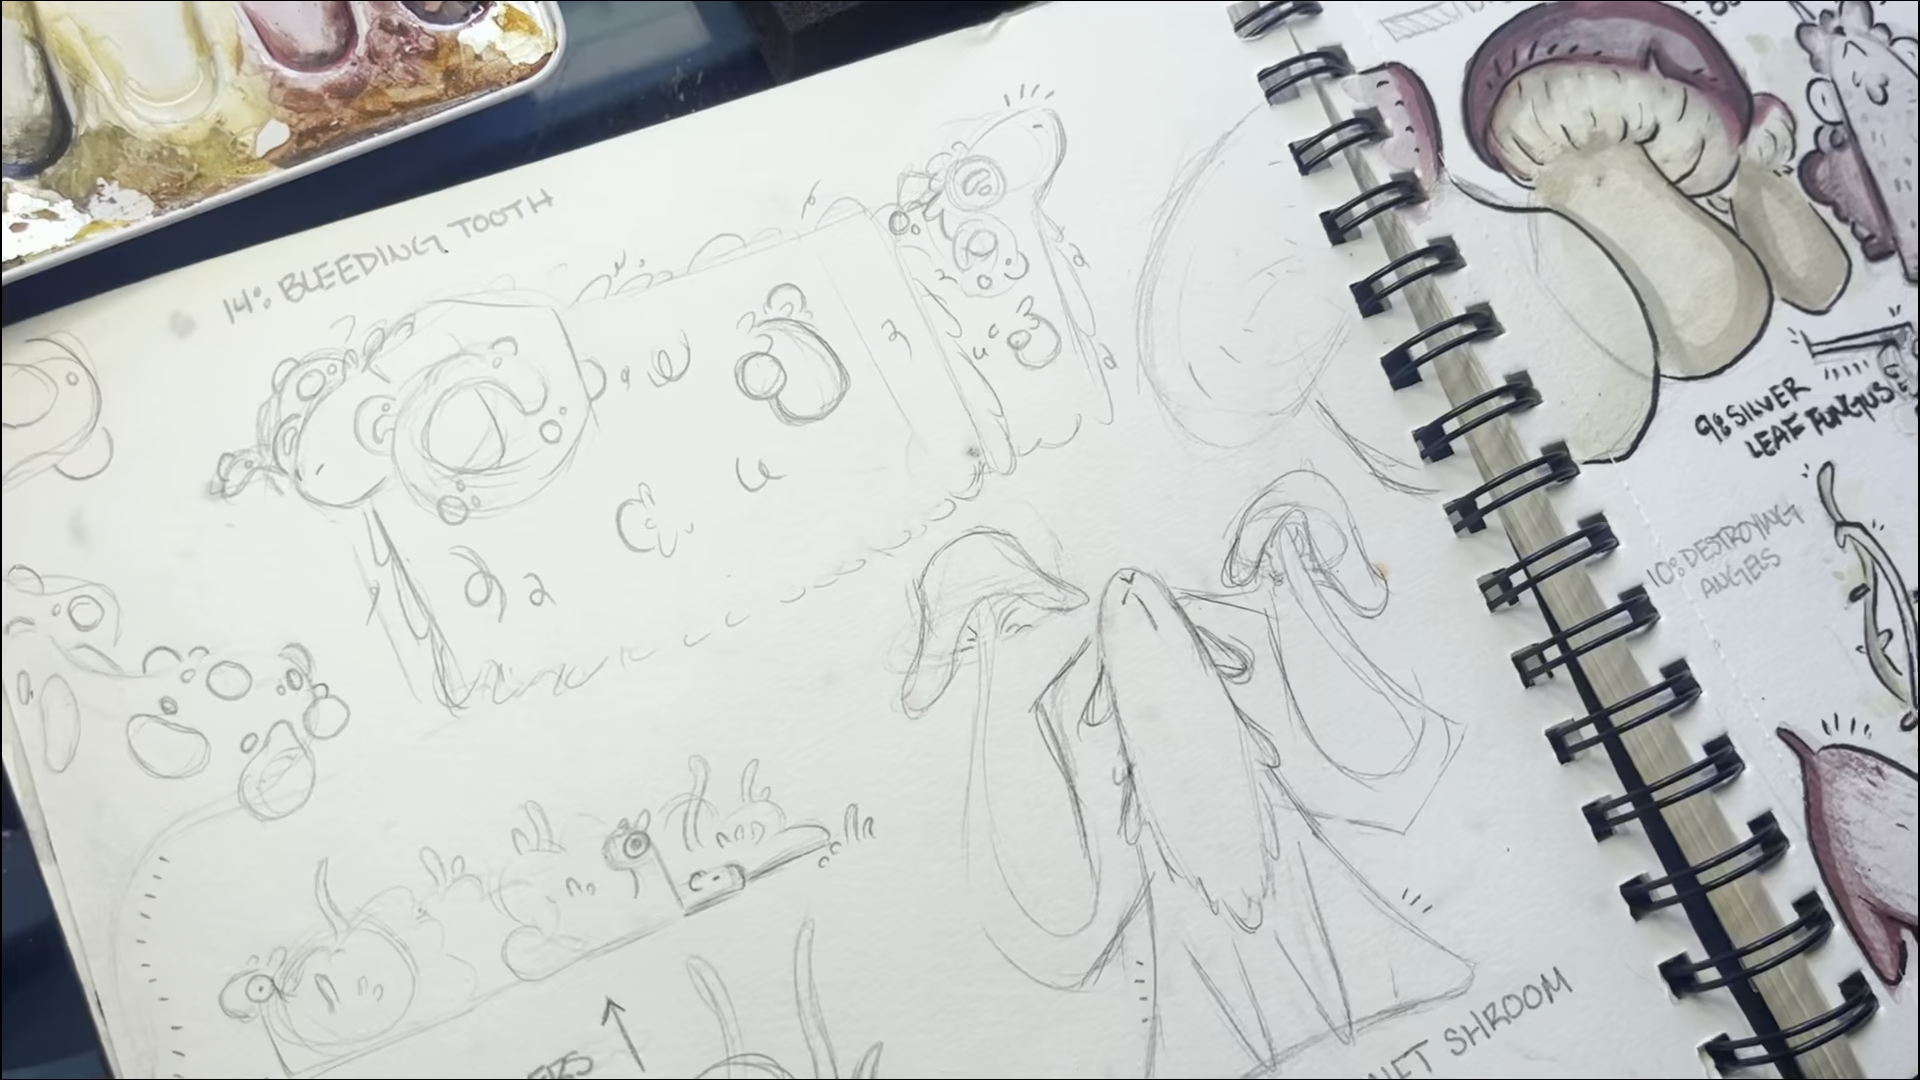 14: BLEEDING TOOTH
9: SILVER
LEAF FUNGUS
10: DESTROYING
ANGELS
SHROOM